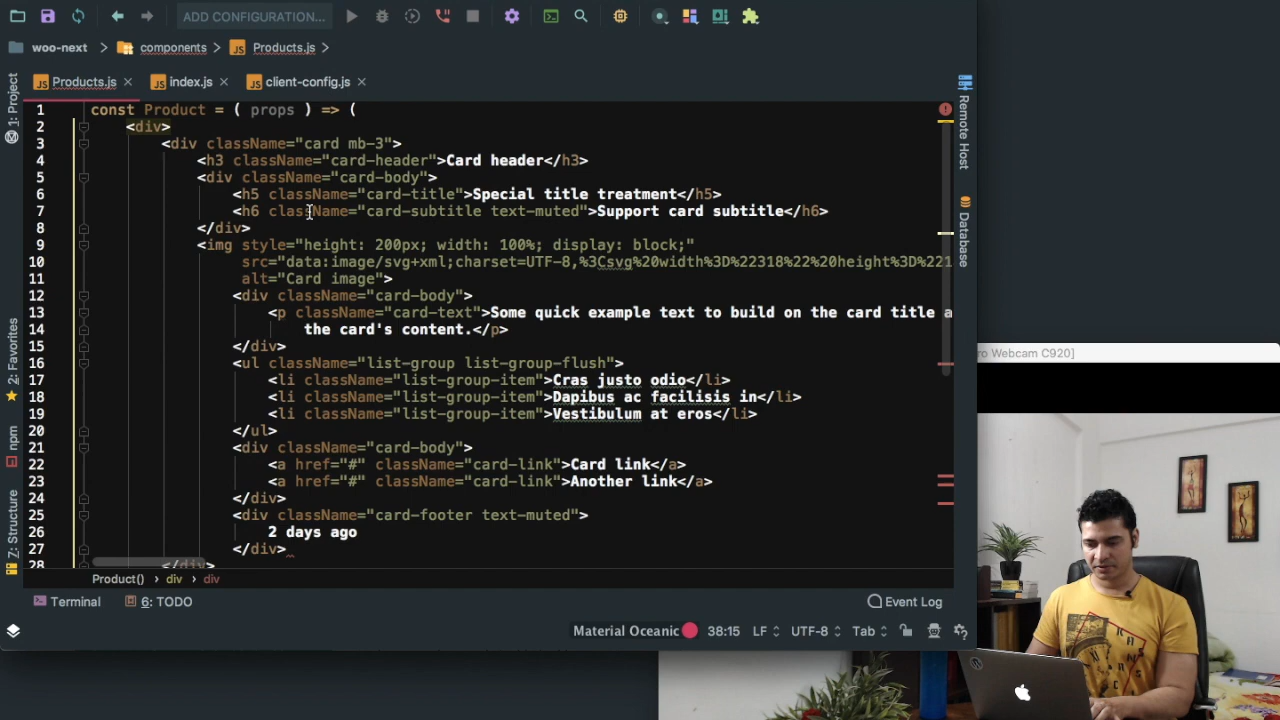 ADD CONFIGURATION...
woo-next
components
Products.js
Products.js
index.js
client-config.js
1: Project
2: Favorites
npm
Z: Structure
Remote Host
Database
1 const Product = ( props ) => (
2 <div>
3 <div className="card mb-3">
4 <h3 className="card-header">Card header</h3>
5 <div className="card-body">
6 <h5 className="card-title">Special title treatment</h5>
7 <h6 className="card-subtitle text-muted">Support card subtitle</h6>
8 </div>
9 <img style="height: 200px; width: 100%; display: block;"
10 src="data:image/svg+xml;charset=UTF-8,%3Csvg%20width%3D%22318%22%20height%3D%221
11 alt="Card image">
12 <div className="card-body">
13 <p className="card-text">Some quick example text to build on the card title a
14 the card's content.</p>
15 </div>
16 <ul className="list-group list-group-flush">
17 <li className="list-group-item">Cras justo odio</li>
18 <li className="list-group-item">Dapibus ac facilisis in</li>
19 <li className="list-group-item">Vestibulum at eros</li>
20 </ul>
21 <div className="card-body">
22 <a href="#" className="card-link">Card link</a>
23 <a href="#" className="card-link">Another link</a>
24 </div>
25 <div className="card-footer text-muted">
26 2 days ago
27 </div>
28 </div>
Product() › div › div
Terminal
6: TODO
Event Log
Material Oceanic 38:15 LF UTF-8 Tab
ro Webcam C920]